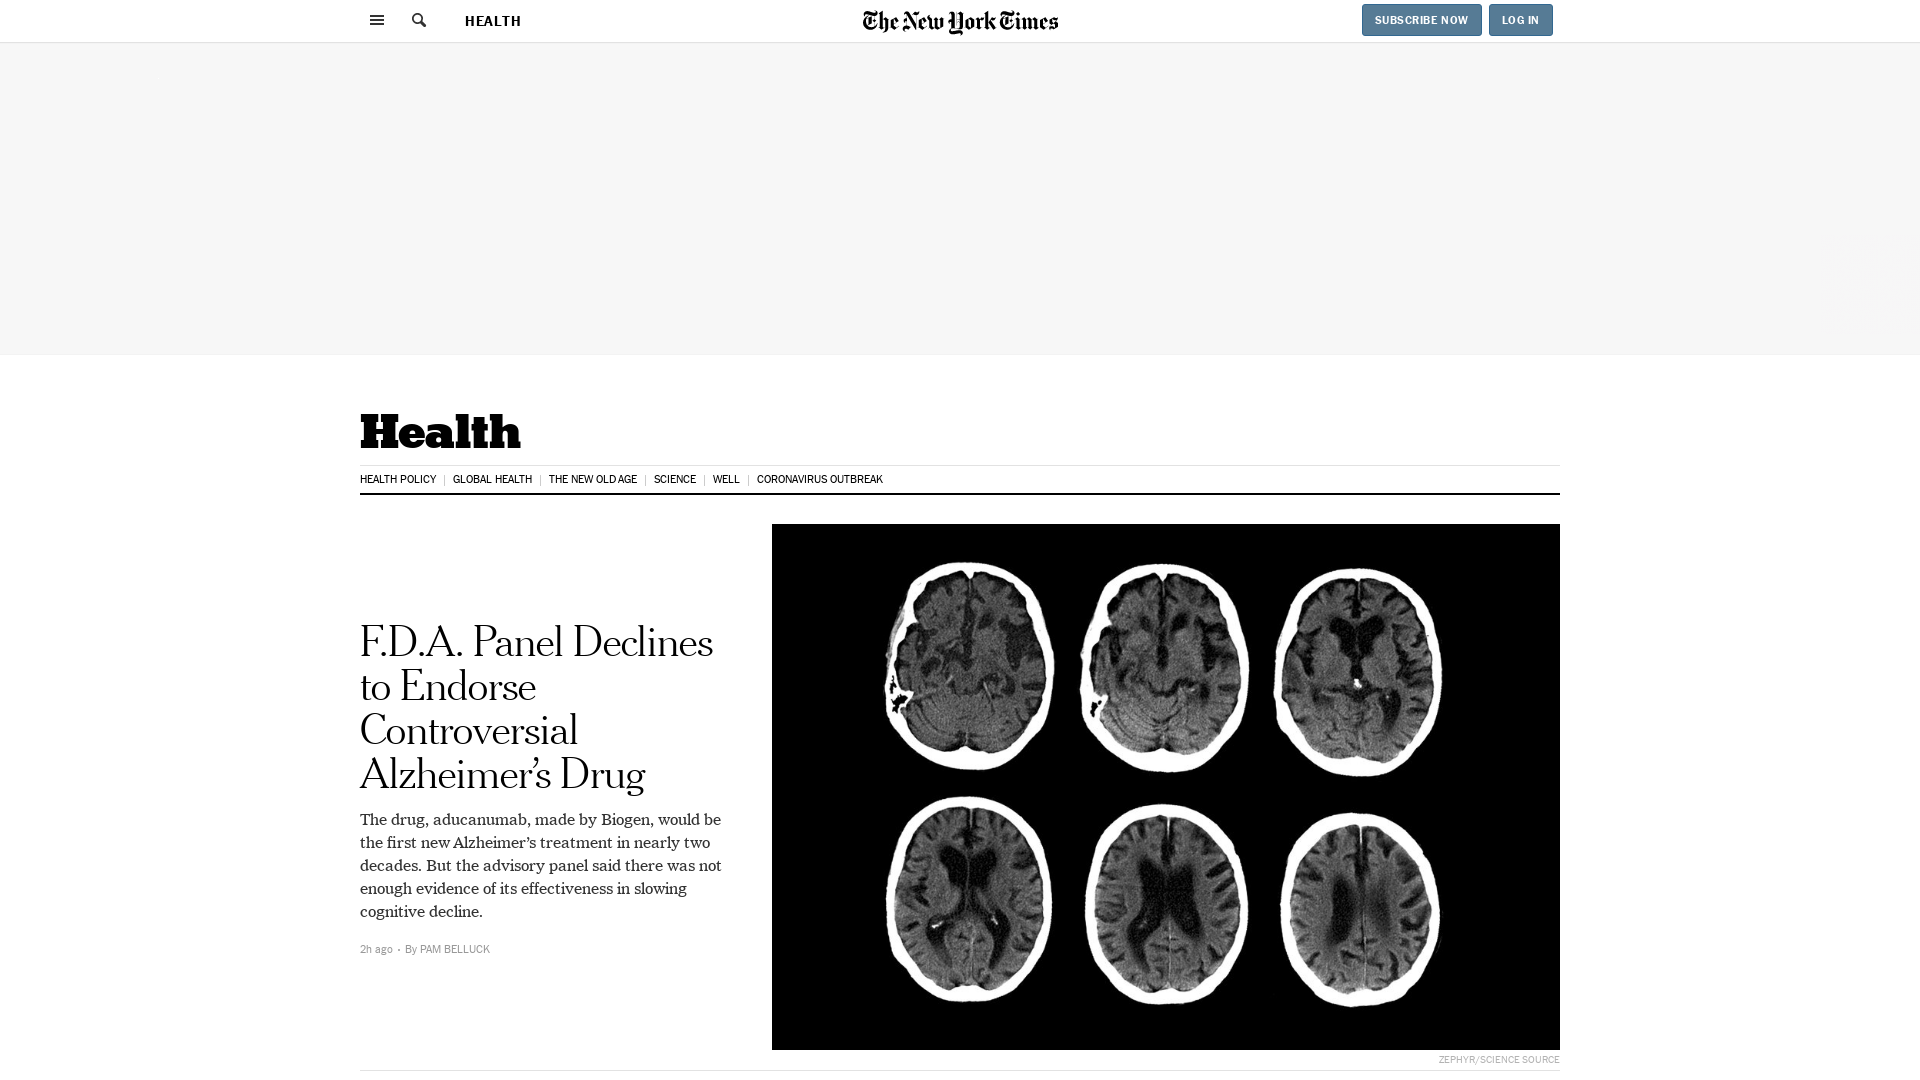 HEALTH
The New York Times
SUBSCRIBE NOW
LOG IN
Health
HEALTH POLICY
GLOBAL HEALTH
THE NEW OLD AGE
SCIENCE
WELL
CORONAVIRUS OUTBREAK
F.D.A. Panel Declines
to Endorse
Controversial
Alzheimer’s Drug
The drug, aducanumab, made by Biogen, would be
the first new Alzheimer’s treatment in nearly two
decades. But the advisory panel said there was not
enough evidence of its effectiveness in slowing
cognitive decline.
2h ago • By PAM BELLUCK
ZEPHYR/SCIENCE SOURCE